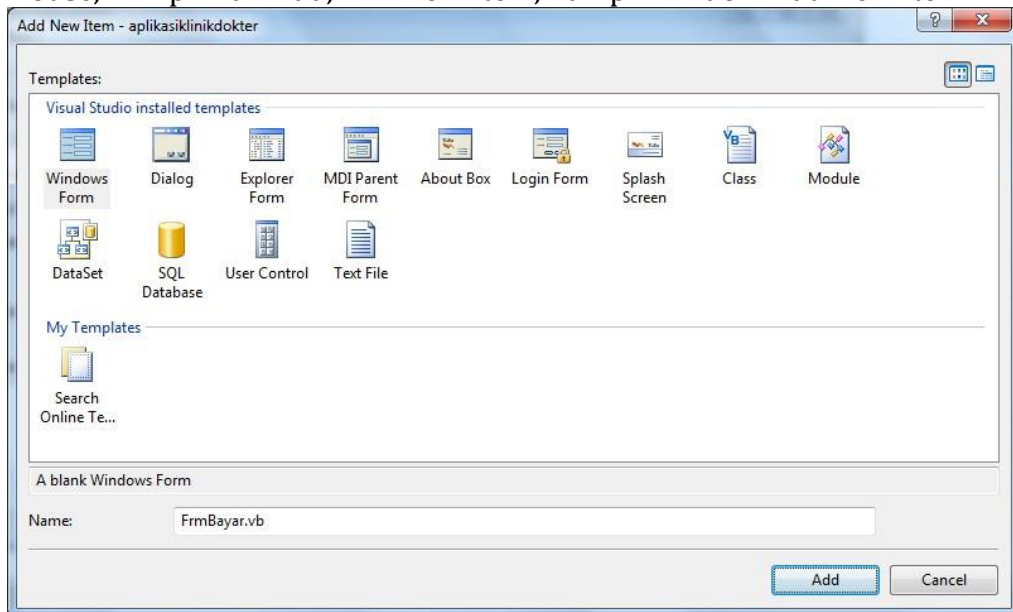 Add New Item - aplikasiklinikdokter
Templates:
Visual Studio installed templates
Windows Form
Dialog
Explorer Form
MDI Parent Form
About Box
Login Form
Splash Screen
Class
Module
DataSet
SQL Database
User Control
Text File
My Templates
Search Online Te...
A blank Windows Form
Name:
FrmBayar.vb
Add
Cancel